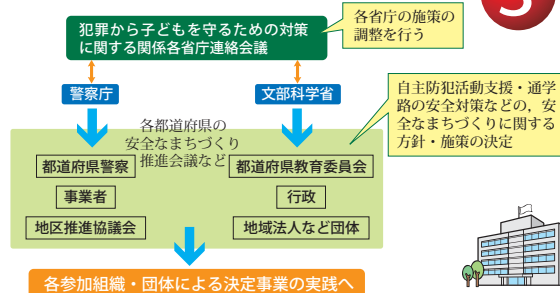 犯罪から子どもを守るための対策
に関する関係各省庁連絡会議
各省庁の施策の
調整を行う
警察庁
文部科学省
自主防犯活動支援・通学
路の安全対策などの，安
全なまちづくりに関する
方針・施策の決定
各都道府県の
安全なまちづくり
推進会議など
都道府県警察
都道府県教育委員会
事業者
行政
地区推進協議会
地域法人など団体
各参加組織・団体による決定事業の実践へ